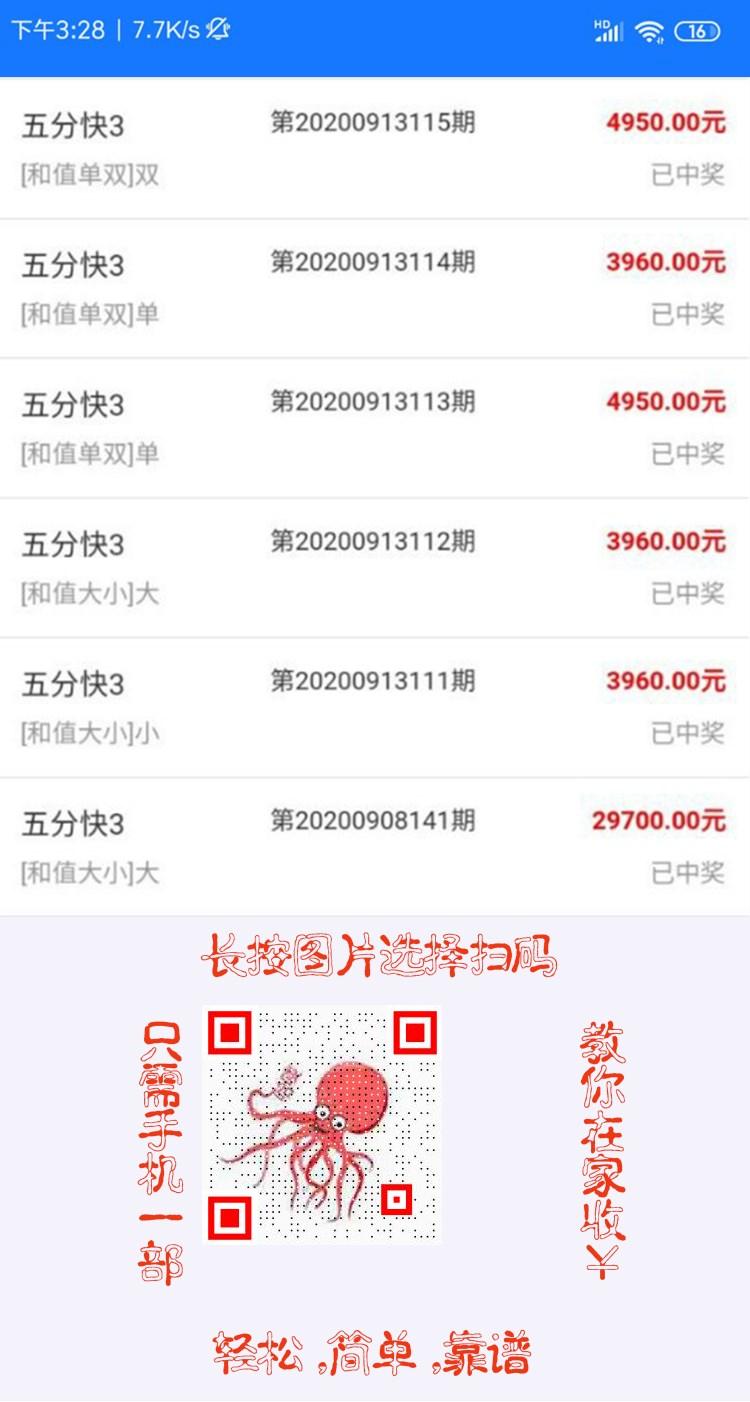 下午3:28 | 7.7K/s
HD
16
五分快3 第20200913115期 4950.00元
[和值单双]双 已中奖
五分快3 第20200913114期 3960.00元
[和值单双]单 已中奖
五分快3 第20200913113期 4950.00元
[和值单双]单 已中奖
五分快3 第20200913112期 3960.00元
[和值大小]大 已中奖
五分快3 第20200913111期 3960.00元
[和值大小]小 已中奖
五分快3 第20200908141期 29700.00元
[和值大小]大 已中奖
长按图片选择扫码
只需手机一部
教你在家收大
轻松,简单,靠谱